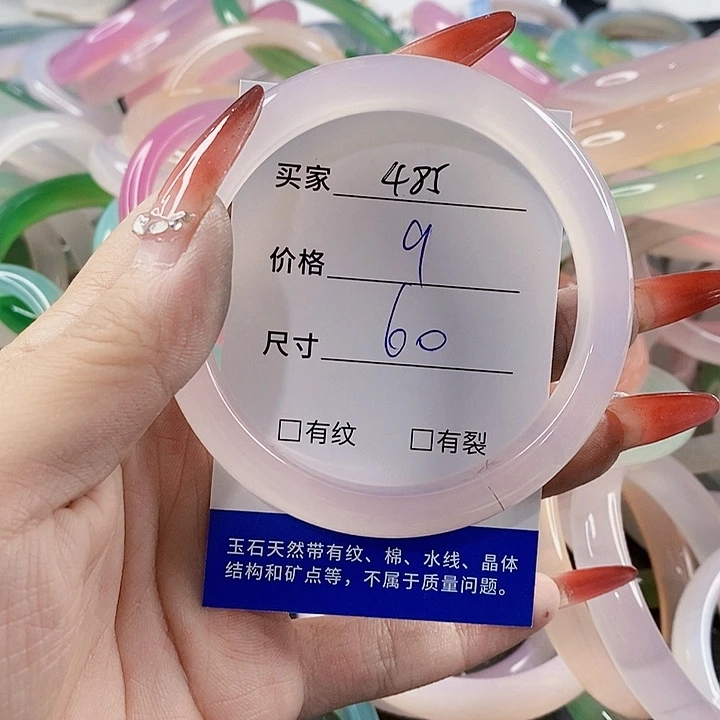 买家 485
价格 9
尺寸 60
□有纹 □有裂
玉石天然带有纹、棉、水线、晶体
结构和矿点等，不属于质量问题。